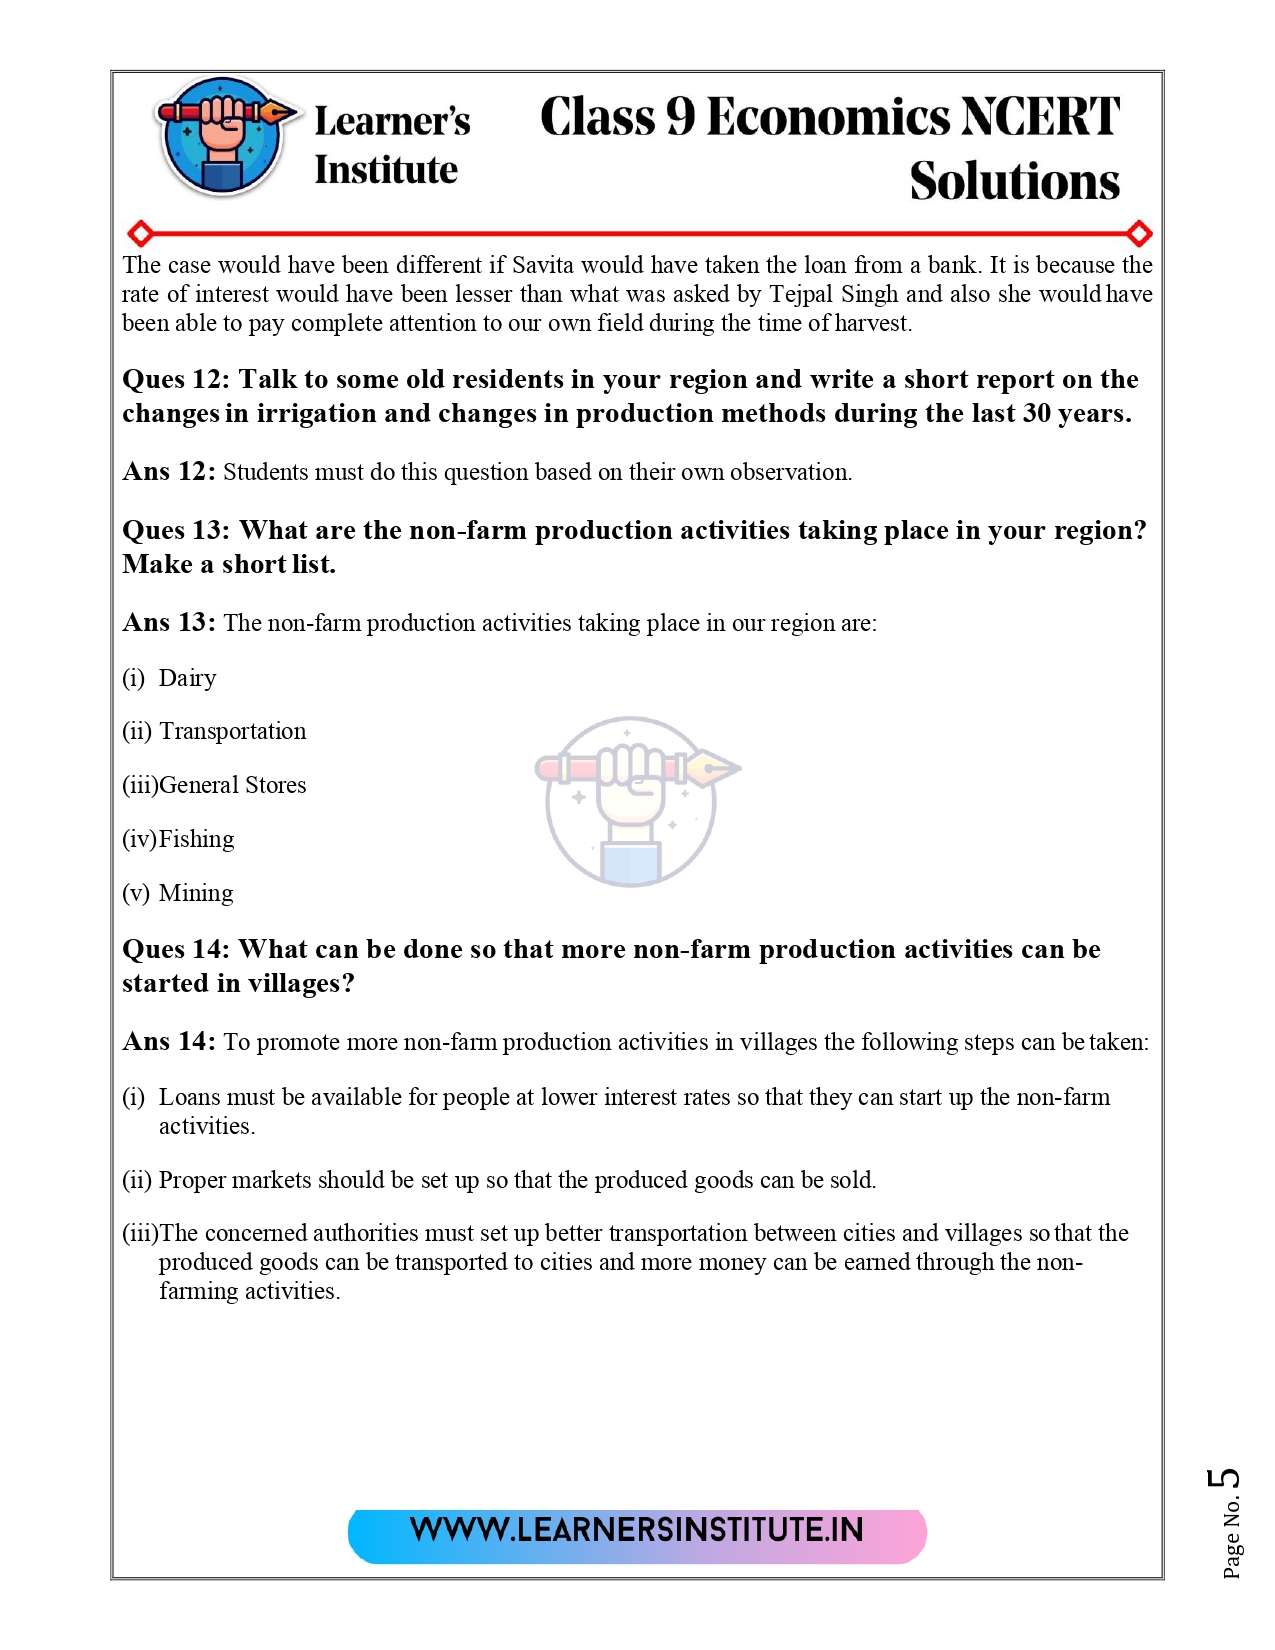 Learner's
Institute
Class 9 Economics NCERT
Solutions
The case would have been different if Savita would have taken the loan from a bank. It is because the
rate of interest would have been lesser than what was asked by Tejpal Singh and also she would have
been able to pay complete attention to our own field during the time of harvest.
Ques 12: Talk to some old residents in your region and write a short report on the
changes in irrigation and changes in production methods during the last 30 years.
Ans 12: Students must do this question based on their own observation.
Ques 13: What are the non-farm production activities taking place in your region?
Make a short list.
Ans 13: The non-farm production activities taking place in our region are:
(i) Dairy
(ii) Transportation
(iii)General Stores
(iv)Fishing
(v) Mining
Ques 14: What can be done so that more non-farm production activities can be
started in villages?
Ans 14: To promote more non-farm production activities in villages the following steps can be taken:
(i) Loans must be available for people at lower interest rates so that they can start up the non-farm
activities.
(ii) Proper markets should be set up so that the produced goods can be sold.
(iii)The concerned authorities must set up better transportation between cities and villages so that the
produced goods can be transported to cities and more money can be earned through the non-
farming activities.
WWW.LEARNERSINSTITUTE.IN
Page No. 5